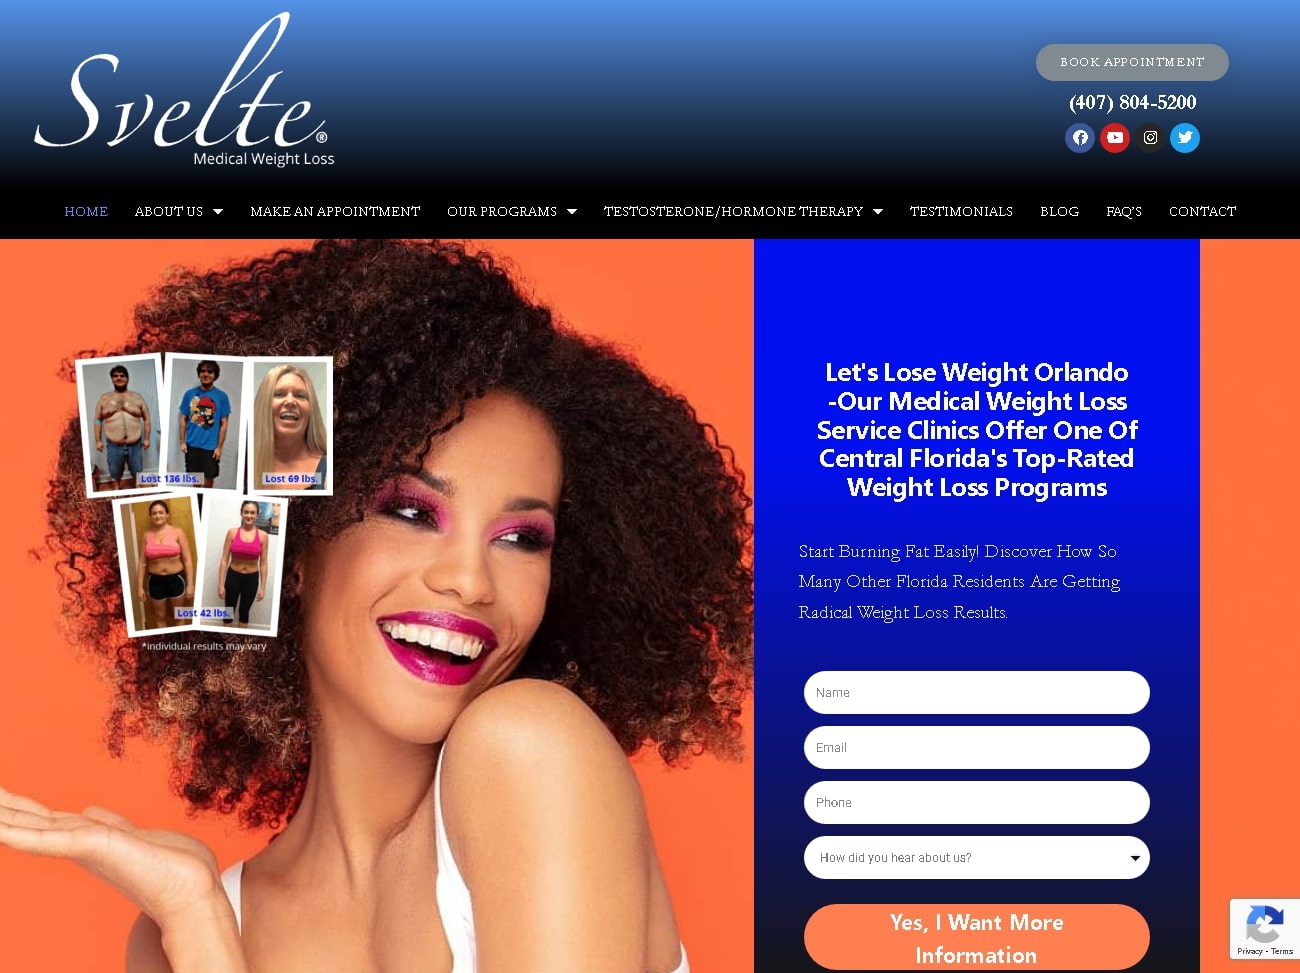 Svelte®
Medical Weight Loss
BOOK APPOINTMENT
(407) 804-5200
HOME ABOUT US MAKE AN APPOINTMENT OUR PROGRAMS TESTOSTERONE/HORMONE THERAPY TESTIMONIALS BLOG FAQ'S CONTACT
Lost 136 lbs. Lost 69 lbs.
Lost 42 lbs.
*individual results may vary
Let's Lose Weight Orlando
-Our Medical Weight Loss
Service Clinics Offer One Of
Central Florida's Top-Rated
Weight Loss Programs
Start Burning Fat Easily! Discover How So
Many Other Florida Residents Are Getting
Radical Weight Loss Results.
Name
Email
Phone
How did you hear about us?
Yes, I Want More
Information
Privacy - Terms